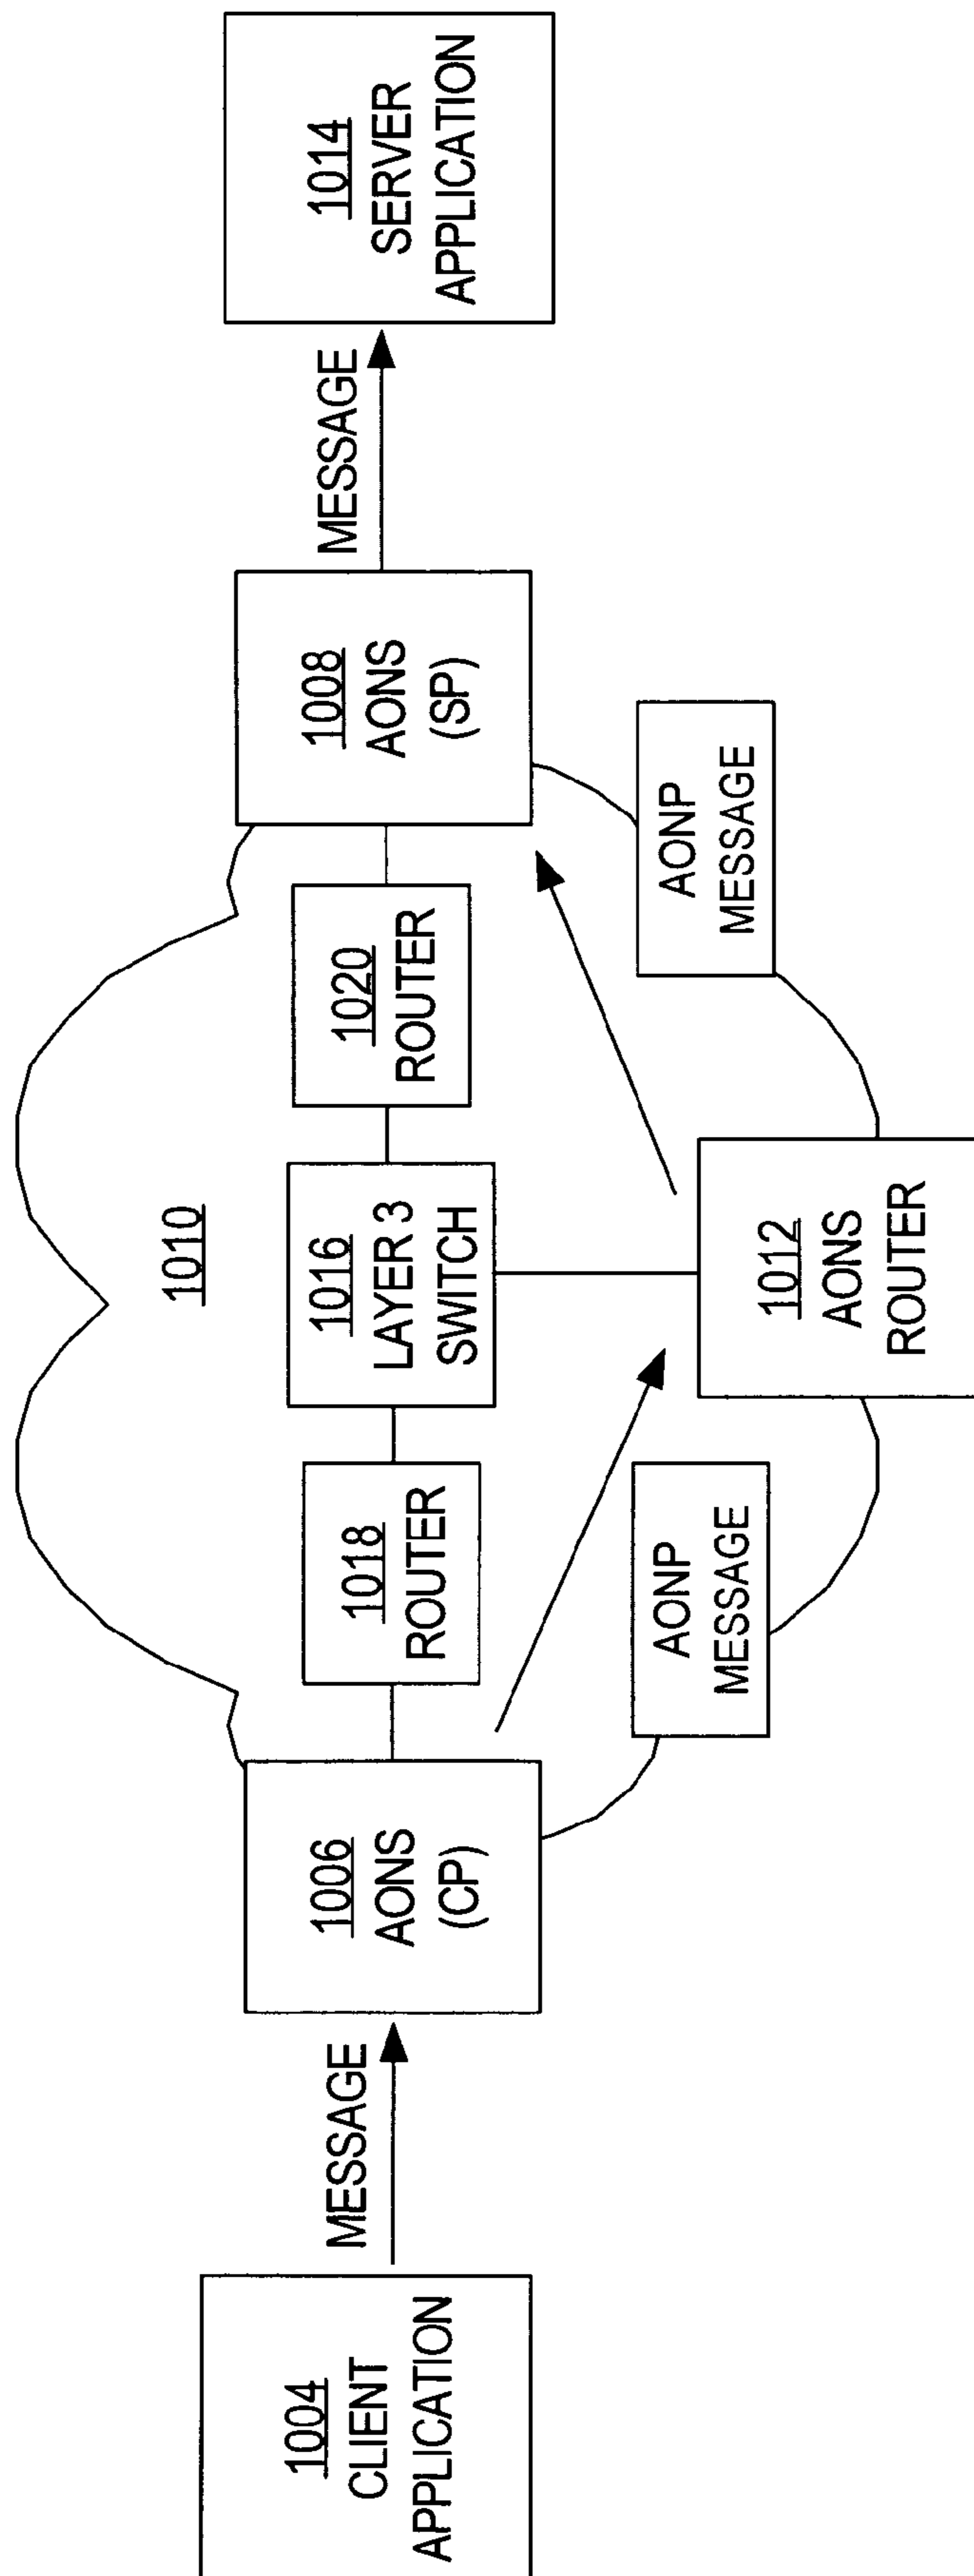 1004
CLIENT
APPLICATION
MESSAGE
1006
AONS
(CP)
1018
ROUTER
AONP
MESSAGE
1010
1016
LAYER 3
SWITCH
1012
AONS
ROUTER
1020
ROUTER
AONP
MESSAGE
1008
AONS
(SP)
MESSAGE
1014
SERVER
APPLICATION